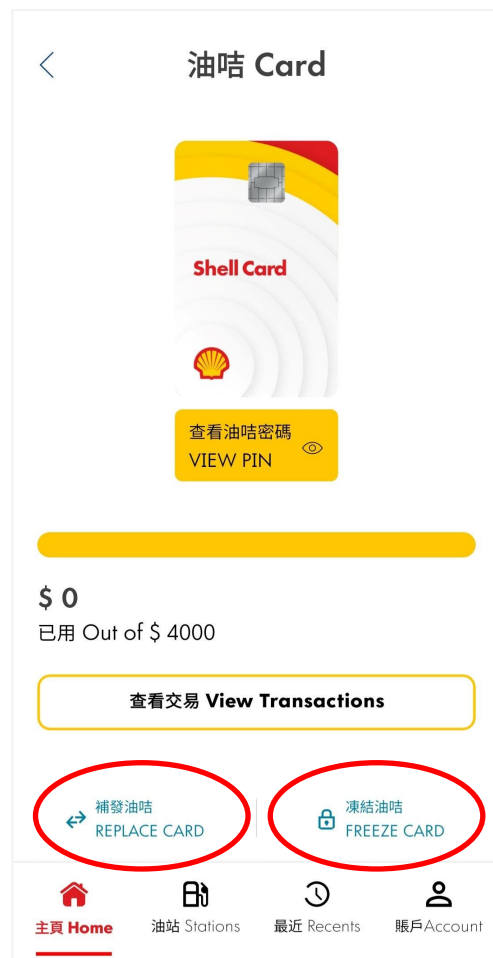 油咭 Card
Shell Card
查看油咭密碼
VIEW PIN
$ 0
已用 Out of $ 4000
查看交易 View Transactions
補發油咭
REPLACE CARD
凍結油咭
FREEZE CARD
主頁 Home
油站 Stations
最近 Recents
賬戶Account